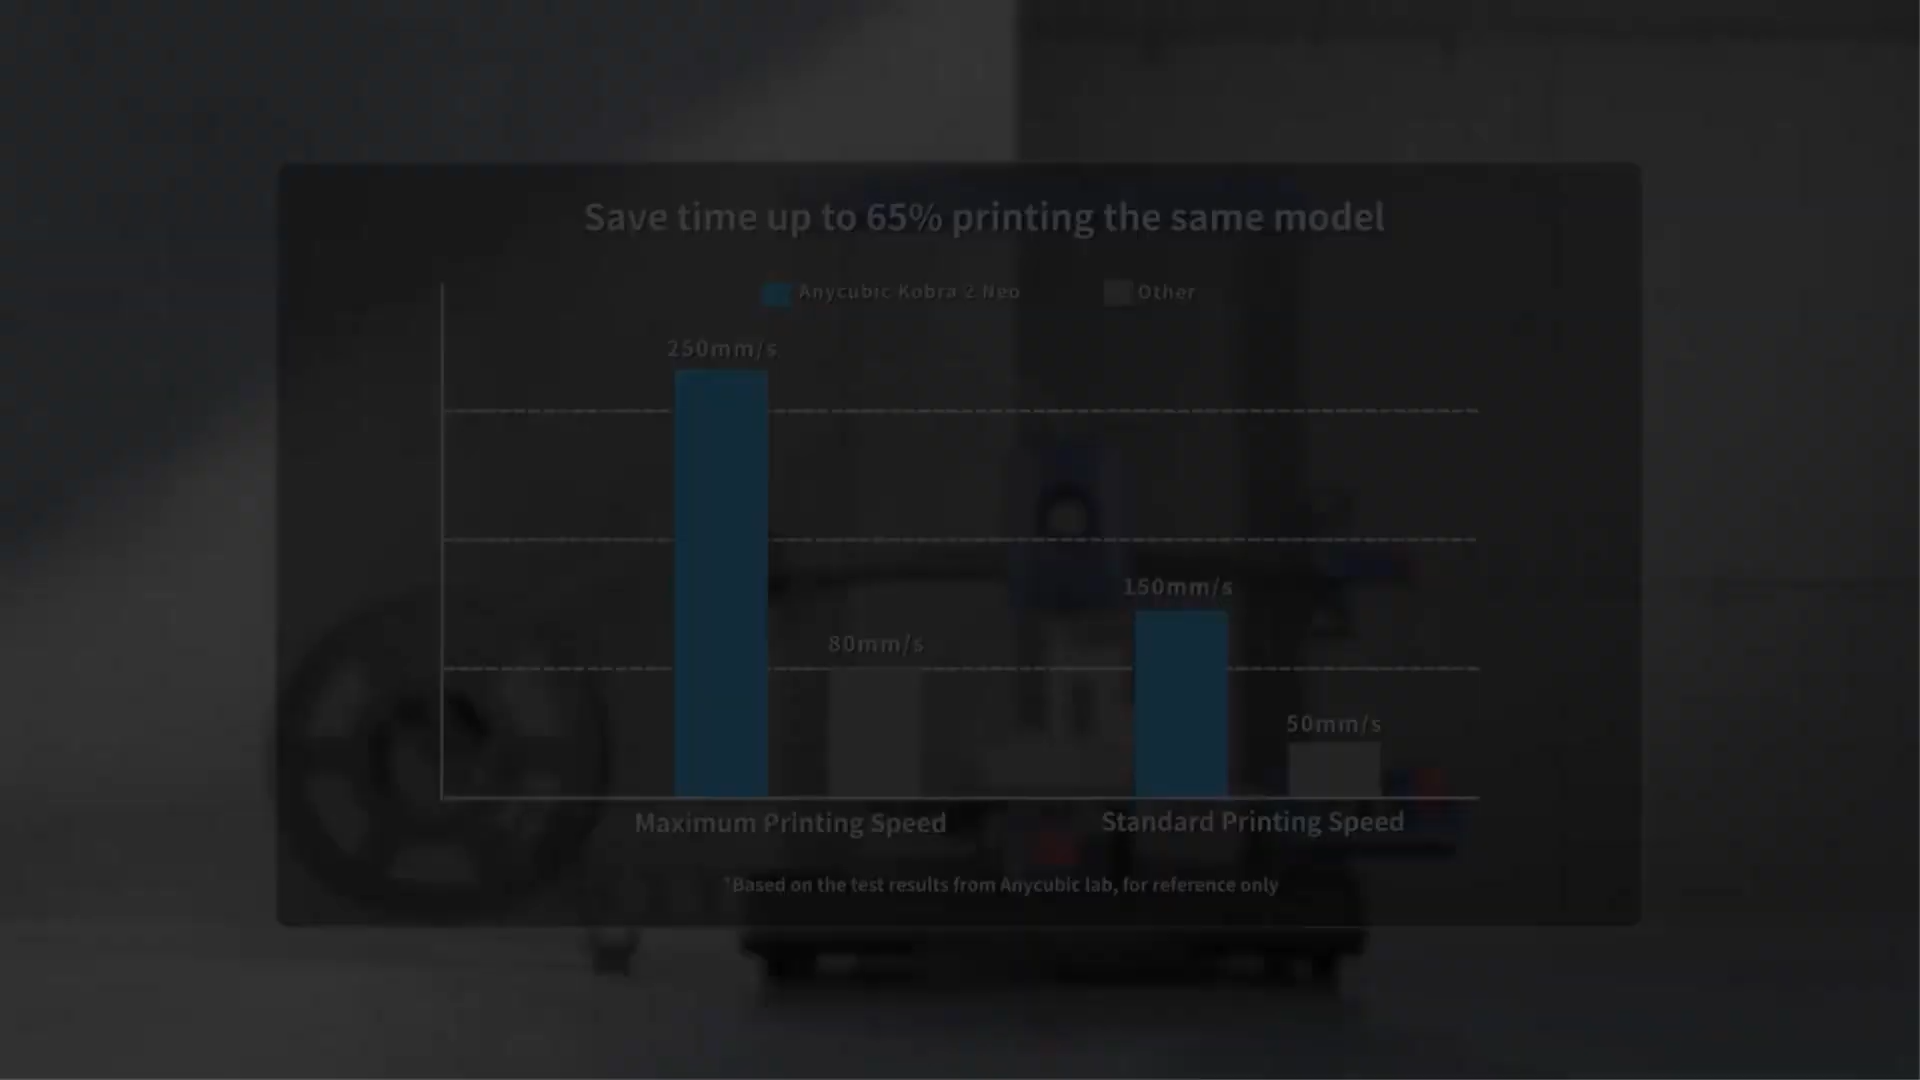 Save time up to 65% printing the same model
Anycubic Kobra 2 Neo
Other
250mm/s
80mm/s
150mm/s
50mm/s
Maximum Printing Speed
Standard Printing Speed
*Based on the test results from Anycubic lab, for reference only